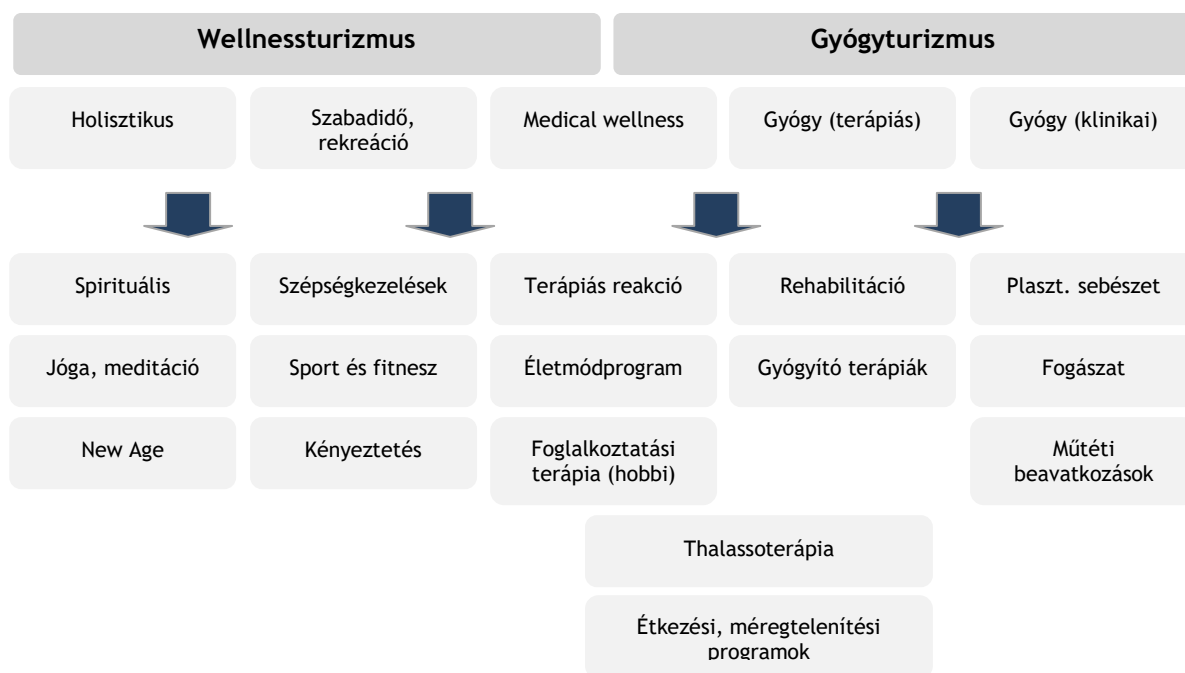 Wellnessturizmus
Gyógyturizmus
Holisztikus
Szabadidő,
rekreáció
Medical wellness
Gyógy (terápiás)
Gyógy (klinikai)
Spirituális
Szépségkezelések
Terápiás reakció
Rehabilitáció
Plaszt. sebészet
Jóga, meditáció
Sport és fitnesz
Életmódprogram
Gyógyító terápiák
Fogászat
New Age
Kényeztetés
Foglalkoztatási
terápia (hobbi)
Műtéti
beavatkozások
Thalassoterápia
Étkezési, méregtelenítési
programok